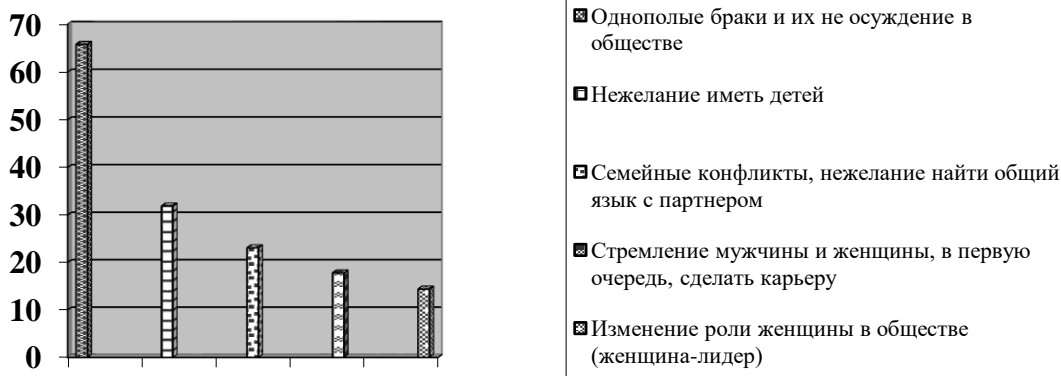 70
60
50
40
30
20
10
0
Однополые браки и их не осуждение в
обществе
Нежелание иметь детей
Семейные конфликты, нежелание найти общий
язык с партнером
Стремление мужчины и женщины, в первую
очередь, сделать карьеру
Изменение роли женщины в обществе
(женщина-лидер)